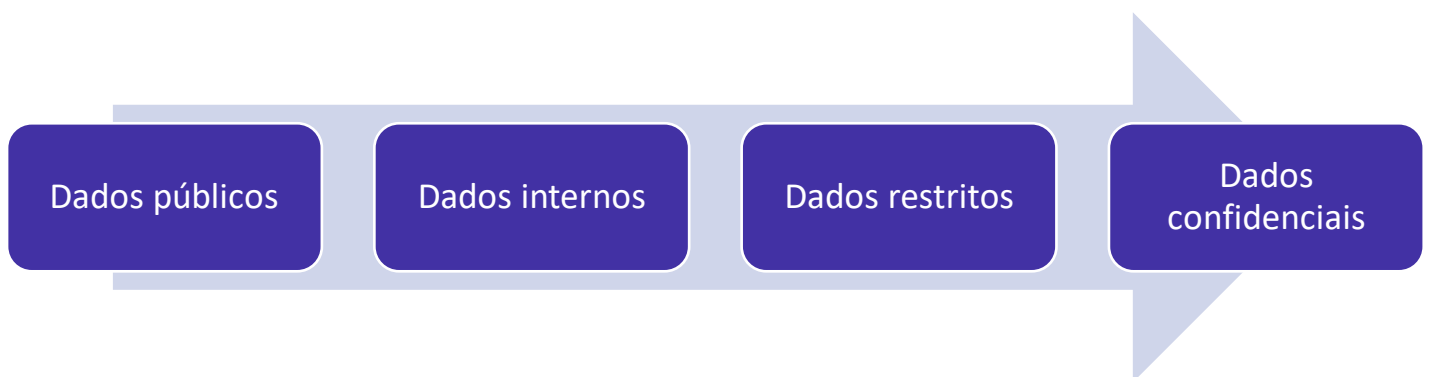 Dados públicos
Dados internos
Dados restritos
Dados
confidenciais